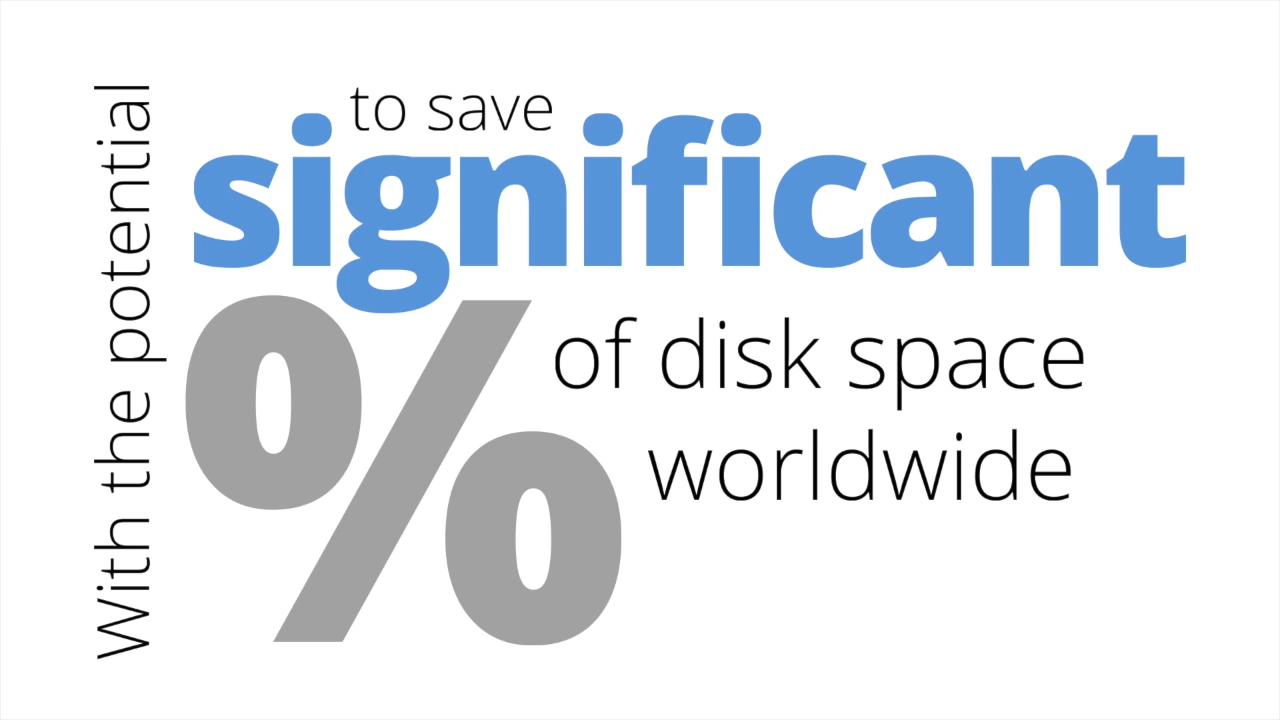 With the potential
to save
significant
% of disk space
worldwide